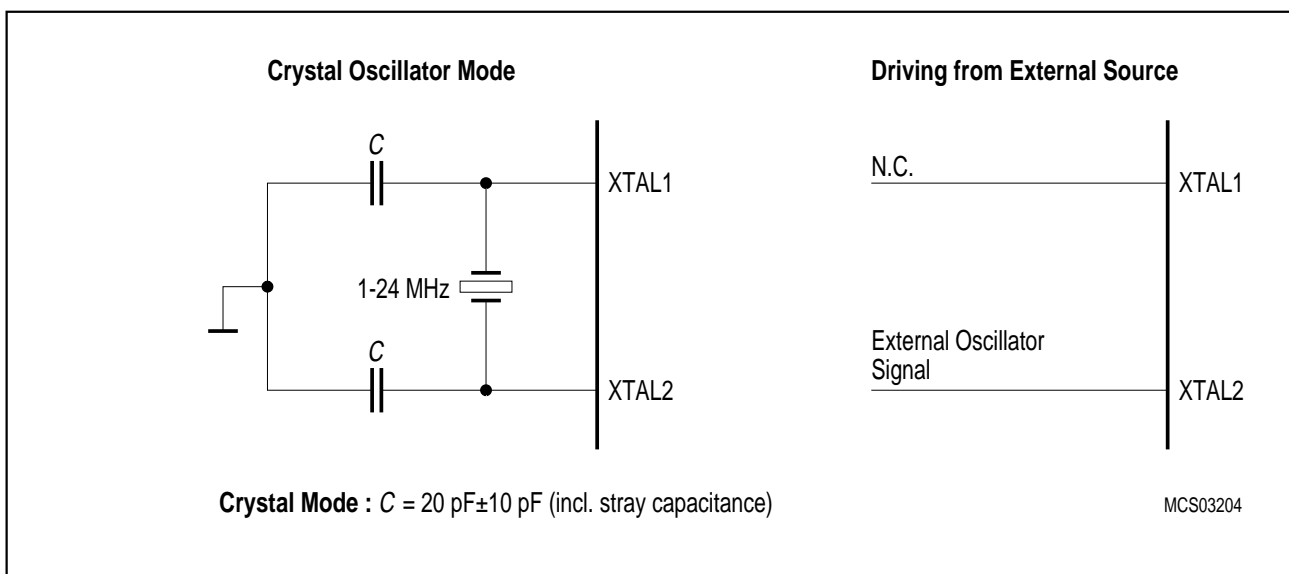 Crystal Oscillator Mode
C
XTAL1
1-24 MHz
C
XTAL2
Driving from External Source
N.C.
XTAL1
External Oscillator
Signal
XTAL2
Crystal Mode : C = 20 pF±10 pF (incl. stray capacitance)
MCS03204